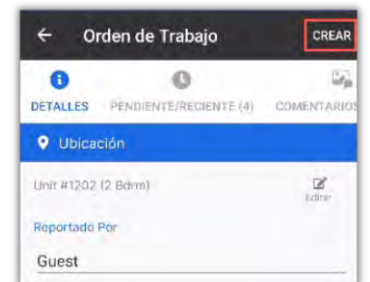 ← Orden de Trabajo CREAR
DETALLES PENDIENTE/RECIENTE (4) COMENTARIOS
Ubicación
Unit #1202 (2 Bdrm)
Editar
Reportado Por
Guest